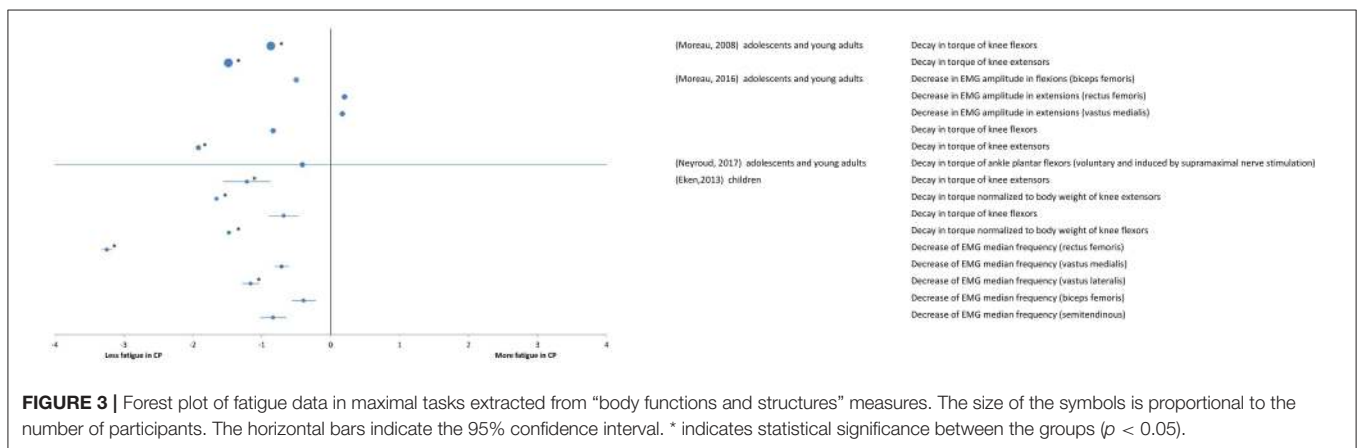 * (Moreau, 2008) adolescents and young adults Decay in torque of knee flexors
* Decay in torque of knee extensors
(Moreau, 2016) adolescents and young adults Decrease in EMG amplitude in flexions (biceps femoris)
Decrease in EMG amplitude in extensions (rectus femoris)
Decrease in EMG amplitude in extensions (vastus medialis)
Decay in torque of knee flexors
* Decay in torque of knee extensors
(Neyroud, 2017) adolescents and young adults Decay in torque of ankle plantar flexors (voluntary and induced by supramaximal nerve stimulation)
* (Eken,2013) children Decay in torque of knee extensors
* Decay in torque normalized to body weight of knee extensors
Decay in torque of knee flexors
* Decay in torque normalized to body weight of knee flexors
* Decrease of EMG median frequency (rectus femoris)
Decrease of EMG median frequency (vastus medialis)
* Decrease of EMG median frequency (vastus lateralis)
Decrease of EMG median frequency (biceps femoris)
Decrease of EMG median frequency (semitendinous)
-4 -3 -2 -1 0 1 2 3 4
Less fatigue in CP More fatigue in CP
FIGURE 3 | Forest plot of fatigue data in maximal tasks extracted from “body functions and structures” measures. The size of the symbols is proportional to the
number of participants. The horizontal bars indicate the 95% confidence interval. * indicates statistical significance between the groups (p < 0.05).